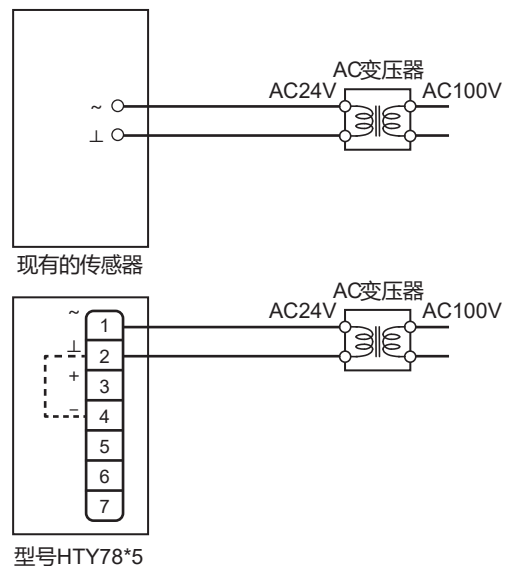 AC变压器
AC24V AC100V
~
⊥
现有的传感器
AC变压器
AC24V AC100V
~ 1
⊥ 2
+ 3
− 4
5
6
7
型号HTY78*5